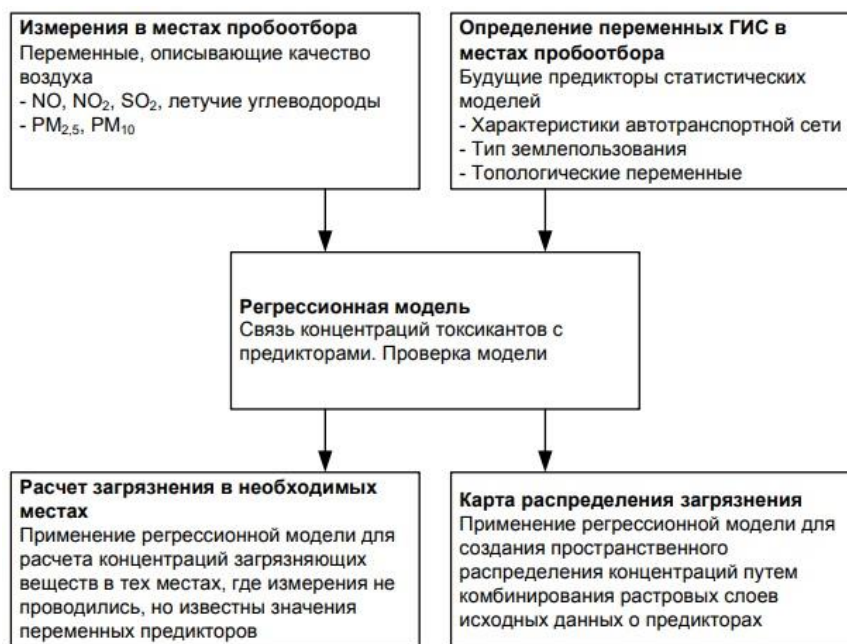 Измерения в местах пробоотбора
Переменные, описывающие качество
воздуха
- NO, NO₂, SO₂, летучие углеводороды
- PM₂,₅, PM₁₀
Определение переменных ГИС в
местах пробоотбора
Будущие предикторы статистических
моделей
- Характеристики автотранспортной сети
- Тип землепользования
- Топологические переменные
Регрессионная модель
Связь концентраций токсикантов с
предикторами. Проверка модели
Расчет загрязнения в необходимых
местах
Применение регрессионной модели для
расчета концентраций загрязняющих
веществ в тех местах, где измерения не
проводились, но известны значения
переменных предикторов
Карта распределения загрязнения
Применение регрессионной модели для
создания пространственного
распределения концентраций путем
комбинирования растровых слоев
исходных данных о предикторах